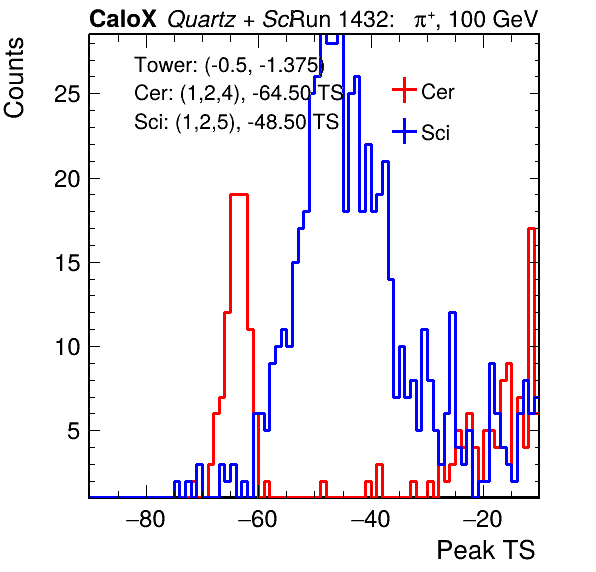 CaloX Quartz + Sci Run 1432: π+, 100 GeV
Counts
Tower: (-0.5, -1.375)
Cer: (1,2,4), -64.50 TS
Sci: (1,2,5), -48.50 TS
Cer
Sci
25
20
15
10
5
−80 −60 −40 −20
Peak TS